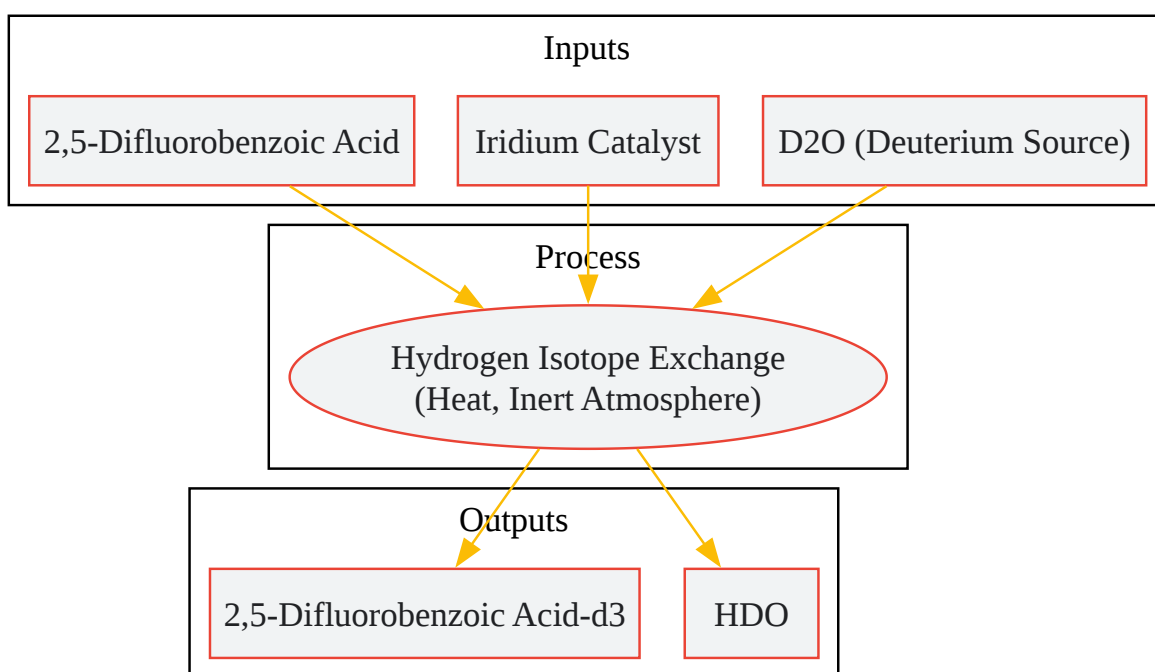 Inputs
2,5-Difluorobenzoic Acid
Iridium Catalyst
D2O (Deuterium Source)
Process
Hydrogen Isotope Exchange
(Heat, Inert Atmosphere)
Outputs
2,5-Difluorobenzoic Acid-d3
HDO